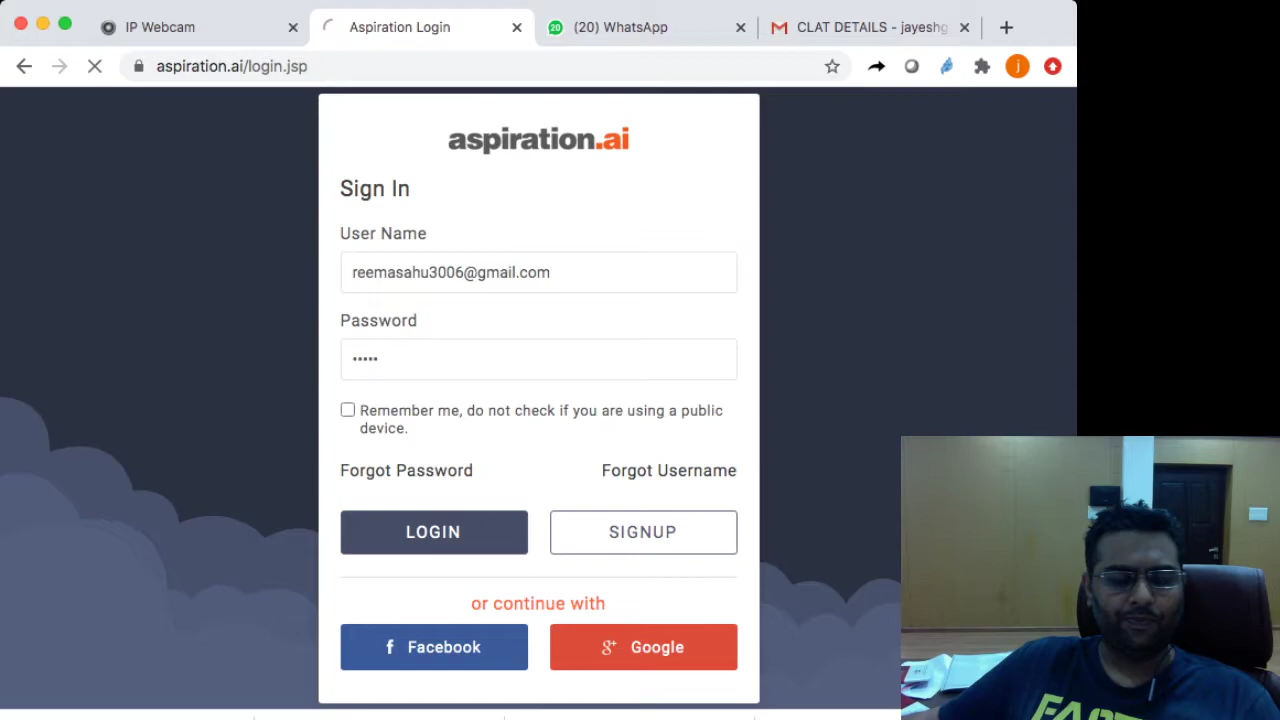 IP Webcam
Aspiration Login
(20) WhatsApp
CLAT DETAILS - jayeshg
aspiration.ai/login.jsp
j
aspiration.ai
Sign In
User Name
reemasahu3006@gmail.com
Password
•••••
Remember me, do not check if you are using a public
device.
Forgot Password
Forgot Username
LOGIN
SIGNUP
or continue with
f Facebook
g+ Google